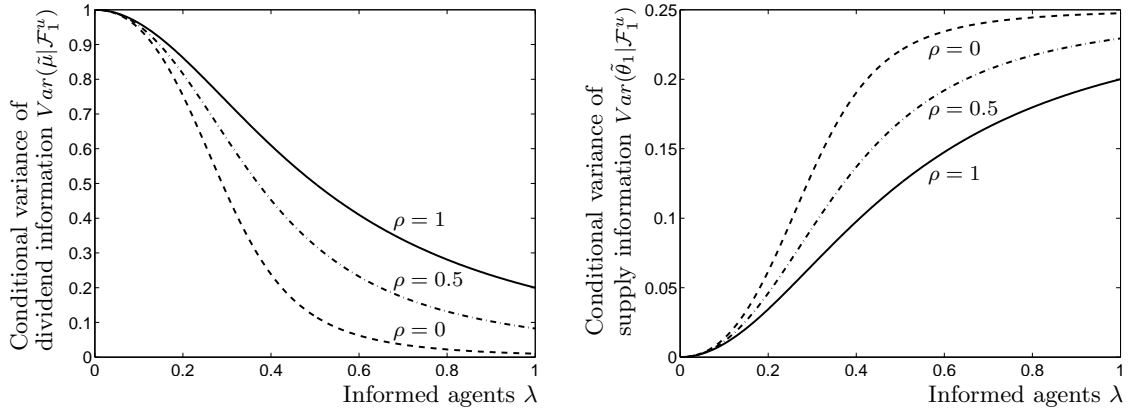 Conditional variance of
dividend information Var(μ̃|𝓕₁ᵘ)
1
0.9
0.8
0.7
0.6
0.5
0.4
0.3
0.2
0.1
0
ρ = 1
ρ = 0.5
ρ = 0
0 0.2 0.4 0.6 0.8 1
Informed agents λ
Conditional variance of
supply information Var(θ̃₁|𝓕₁ᵘ)
0.25
0.2
0.15
0.1
0.05
0
ρ = 0
ρ = 0.5
ρ = 1
0 0.2 0.4 0.6 0.8 1
Informed agents λ